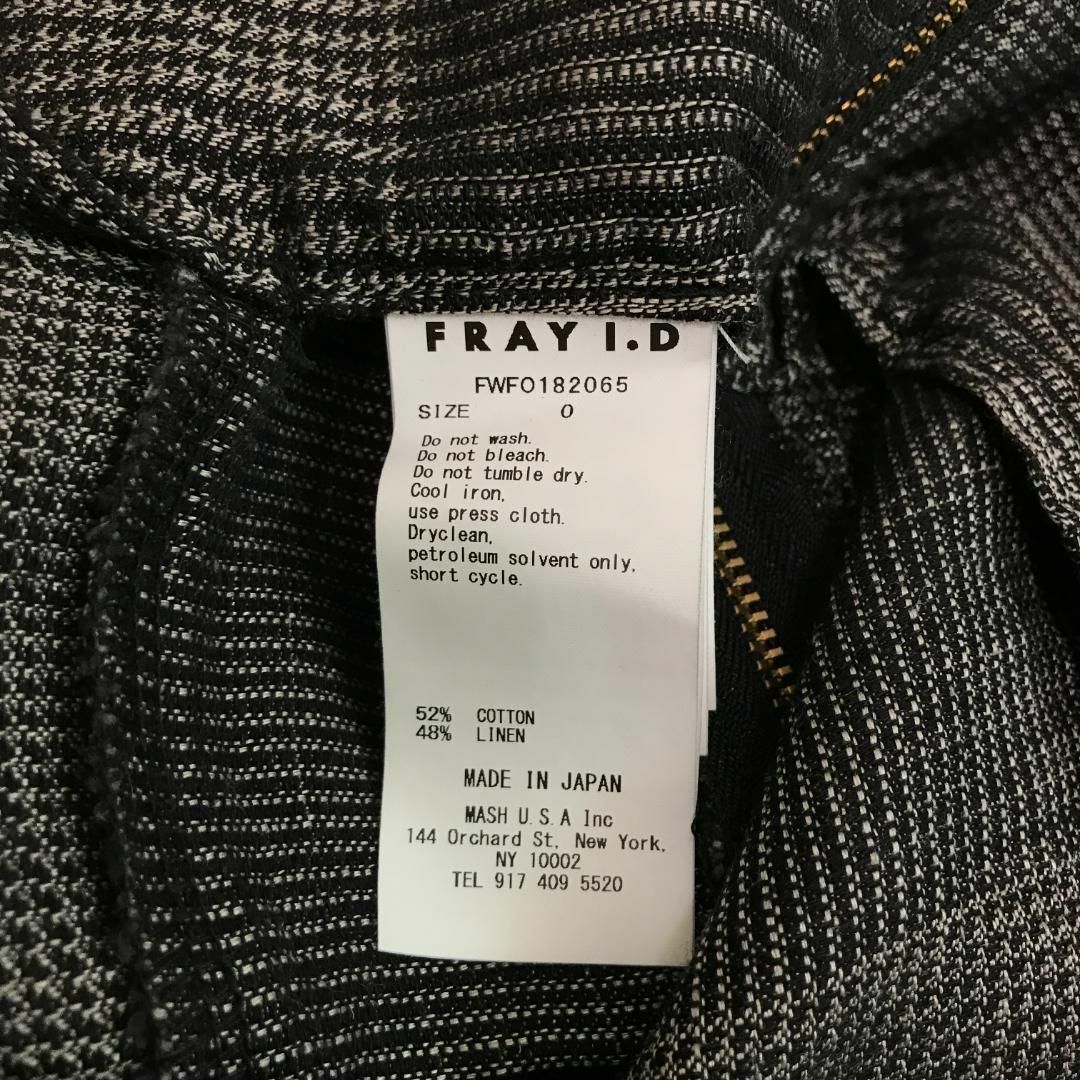 FRAY I.D
FWFO182065
SIZE 0
Do not wash.
Do not bleach.
Do not tumble dry.
Cool iron,
use press cloth.
Dryclean,
petroleum solvent only,
short cycle.
52% COTTON
48% LINEN
MADE IN JAPAN
MASH U.S.A Inc
144 Orchard St, New York,
NY 10002
TEL 917 409 5520